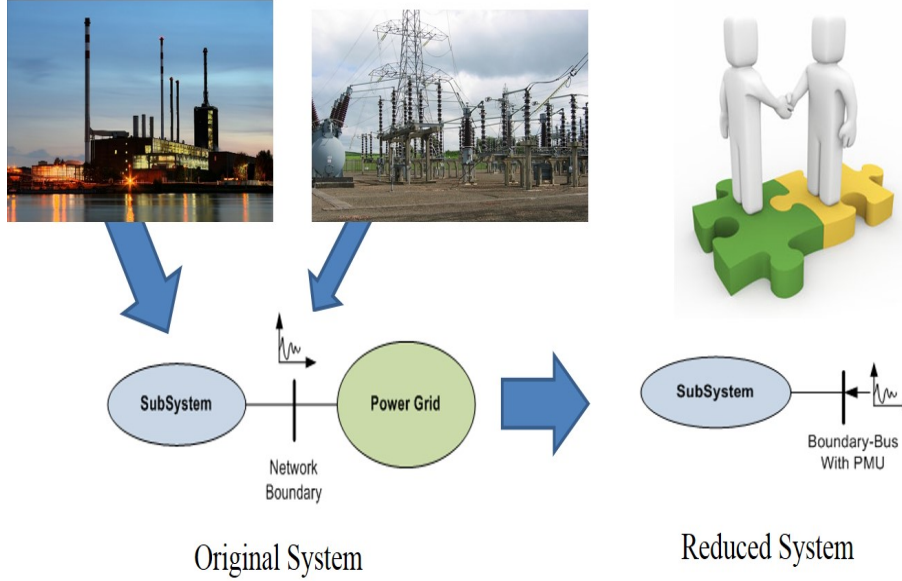 SubSystem
Power Grid
Network
Boundary
Original System
SubSystem
Boundary-Bus
With PMU
Reduced System